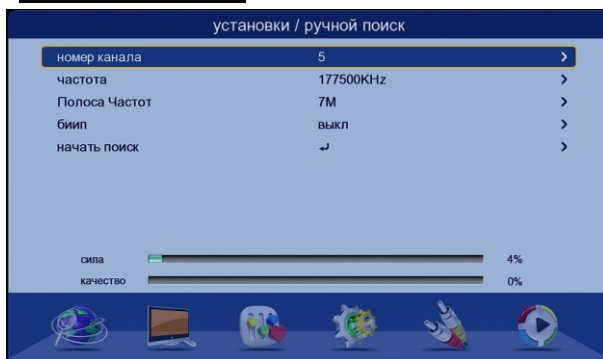 установки / ручной поиск
номер канала 5
частота 177500KHz
Полоса Частот 7M
биип выкл
начать поиск
сила 4%
качество 0%